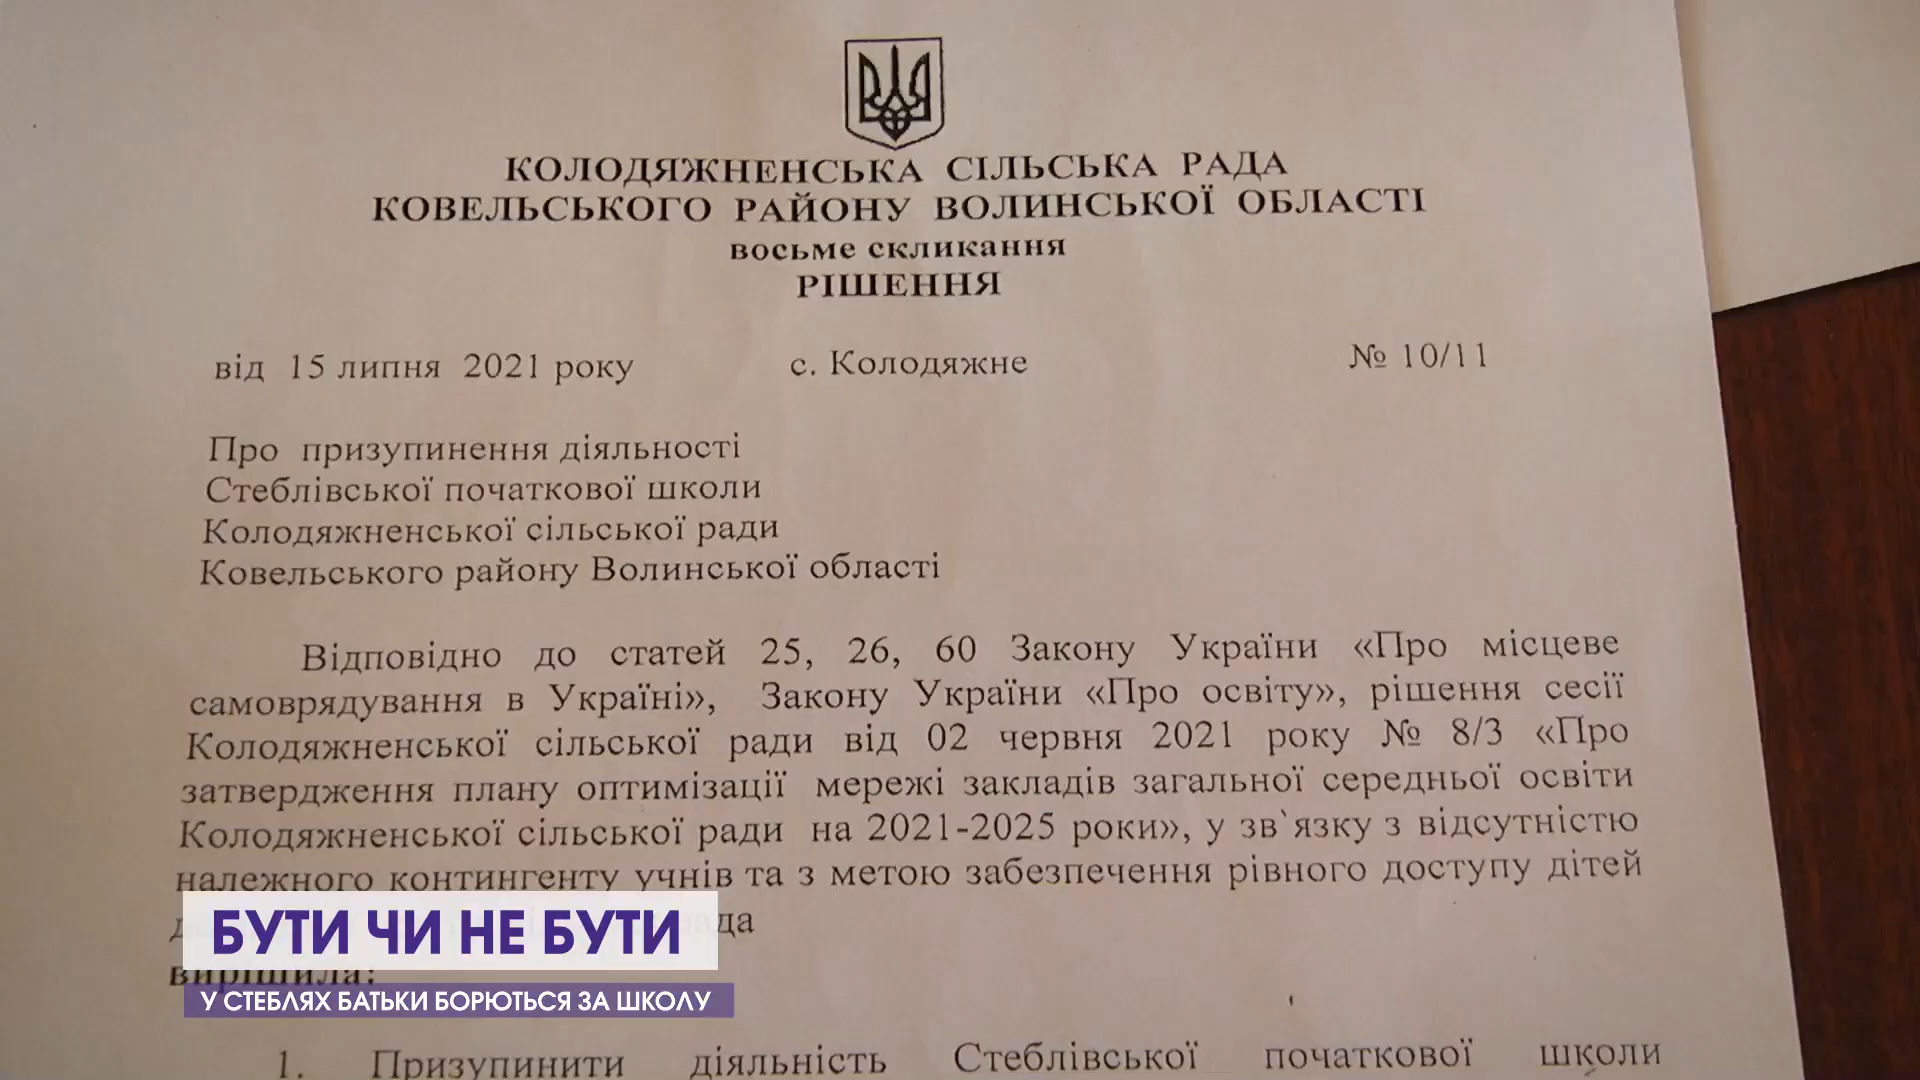 КОЛОДЯЖНЕНСЬКА СІЛЬСЬКА РАДА
КОВЕЛЬСЬКОГО РАЙОНУ ВОЛИНСЬКОЇ ОБЛАСТІ
восьме скликання
РІШЕННЯ
від 15 липня 2021 року с. Колодяжне № 10/11
Про призупинення діяльності
Стеблівської початкової школи
Колодяжненської сільської ради
Ковельського району Волинської області
Відповідно до статей 25, 26, 60 Закону України «Про місцеве
самоврядування в Україні», Закону України «Про освіту», рішення сесії
Колодяжненської сільської ради від 02 червня 2021 року № 8/3 «Про
затвердження плану оптимізації мережі закладів загальної середньої освіти
Колодяжненської сільської ради на 2021-2025 роки», у зв`язку з відсутністю
належного контингенту учнів та з метою забезпечення рівного доступу дітей
вирішила:
БУТИ ЧИ НЕ БУТИ
У СТЕБЛЯХ БАТЬКИ БОРЮТЬСЯ ЗА ШКОЛУ
1. Призупинити діяльність Стеблівської початкової школи